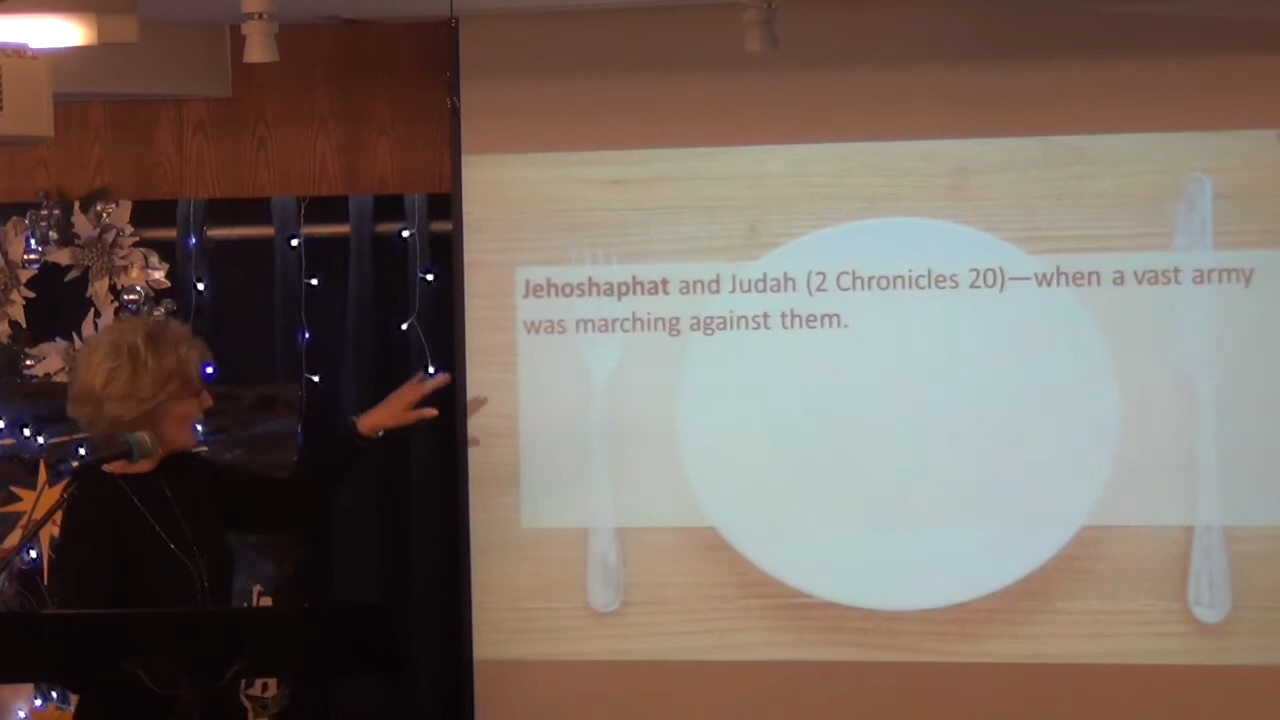 Jehoshaphat and Judah (2 Chronicles 20)—when a vast army
was marching against them.